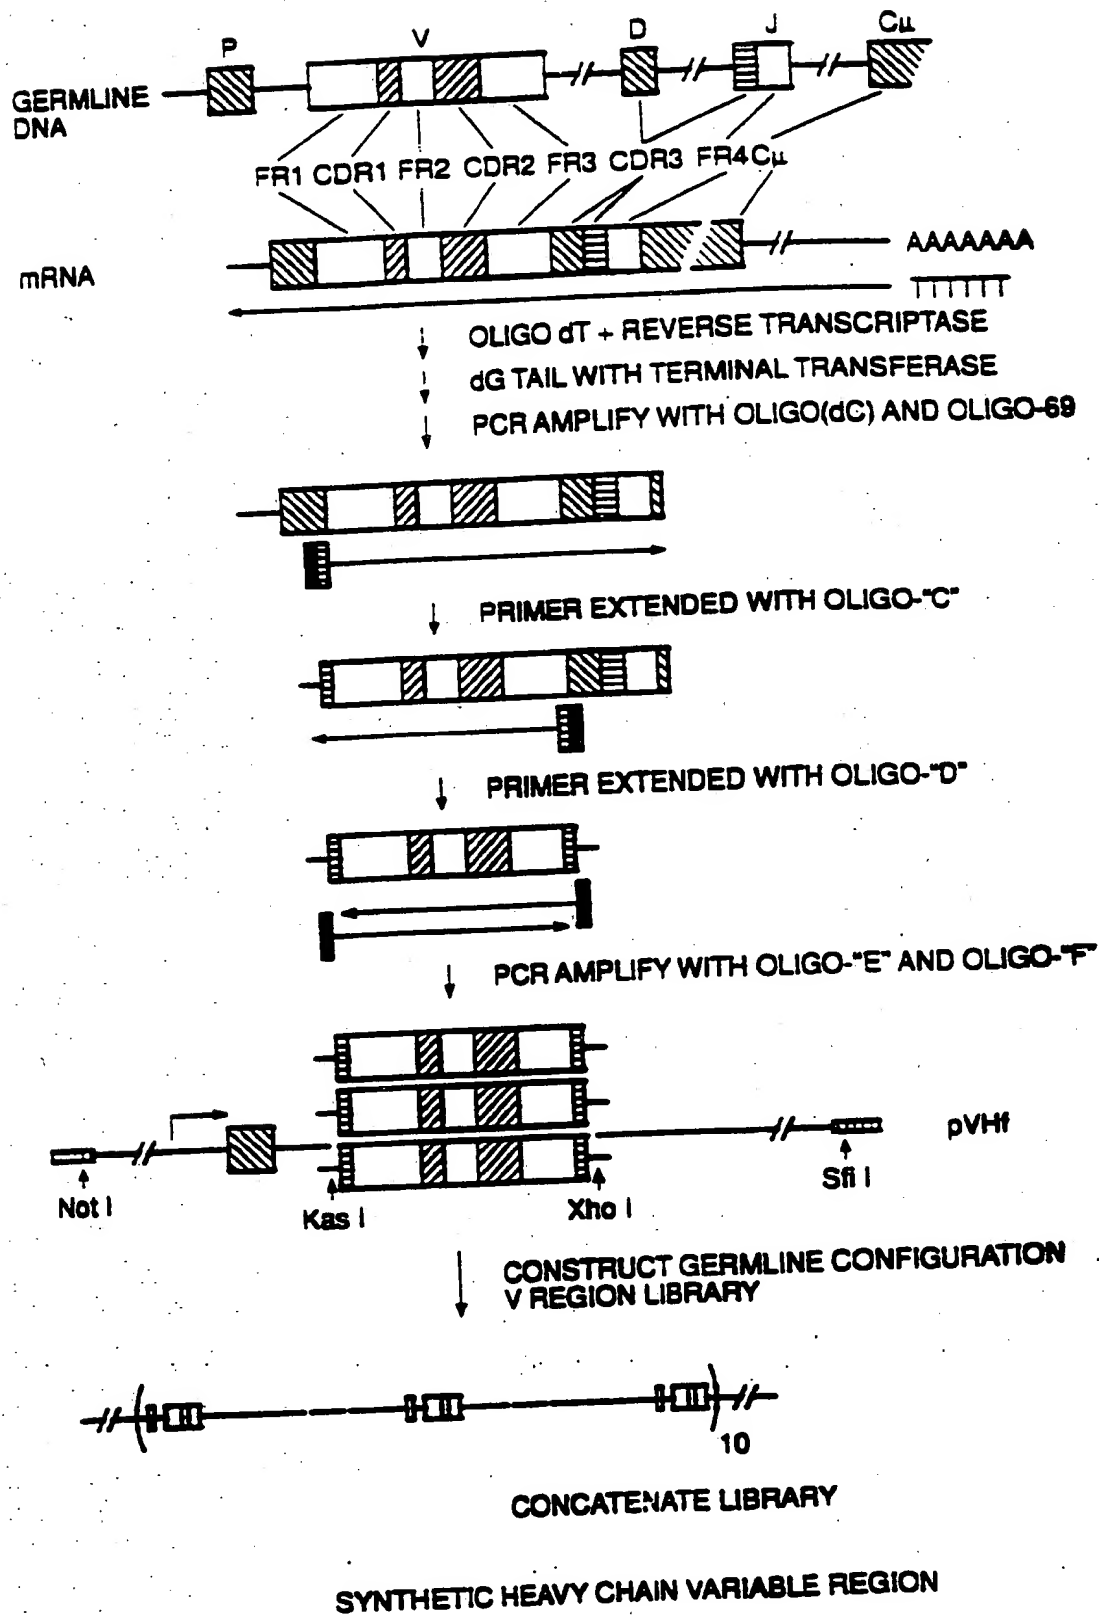 P V D J Cµ
GERMLINE
DNA
FR1 CDR1 FR2 CDR2 FR3 CDR3 FR4 Cµ
mRNA
AAAAAAA
TTTTTT
OLIGO dT + REVERSE TRANSCRIPTASE
dG TAIL WITH TERMINAL TRANSFERASE
PCR AMPLIFY WITH OLIGO(dC) AND OLIGO-69
PRIMER EXTENDED WITH OLIGO-"C"
PRIMER EXTENDED WITH OLIGO-"D"
PCR AMPLIFY WITH OLIGO-"E" AND OLIGO-"F"
pVHf
Not I
Kas I
Xho I
Sfi I
CONSTRUCT GERMLINE CONFIGURATION
V REGION LIBRARY
10
CONCATENATE LIBRARY
SYNTHETIC HEAVY CHAIN VARIABLE REGION